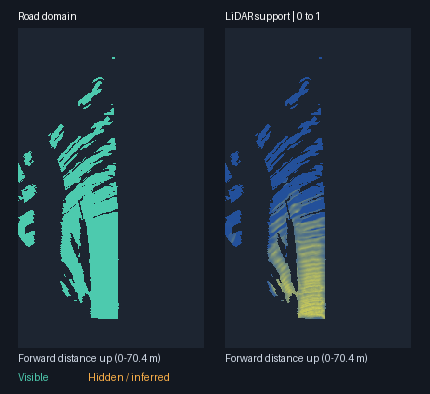 Road domain
LiDAR support | 0 to 1
Forward distance up (0-70.4 m)
Forward distance up (0-70.4 m)
Visible
Hidden / inferred